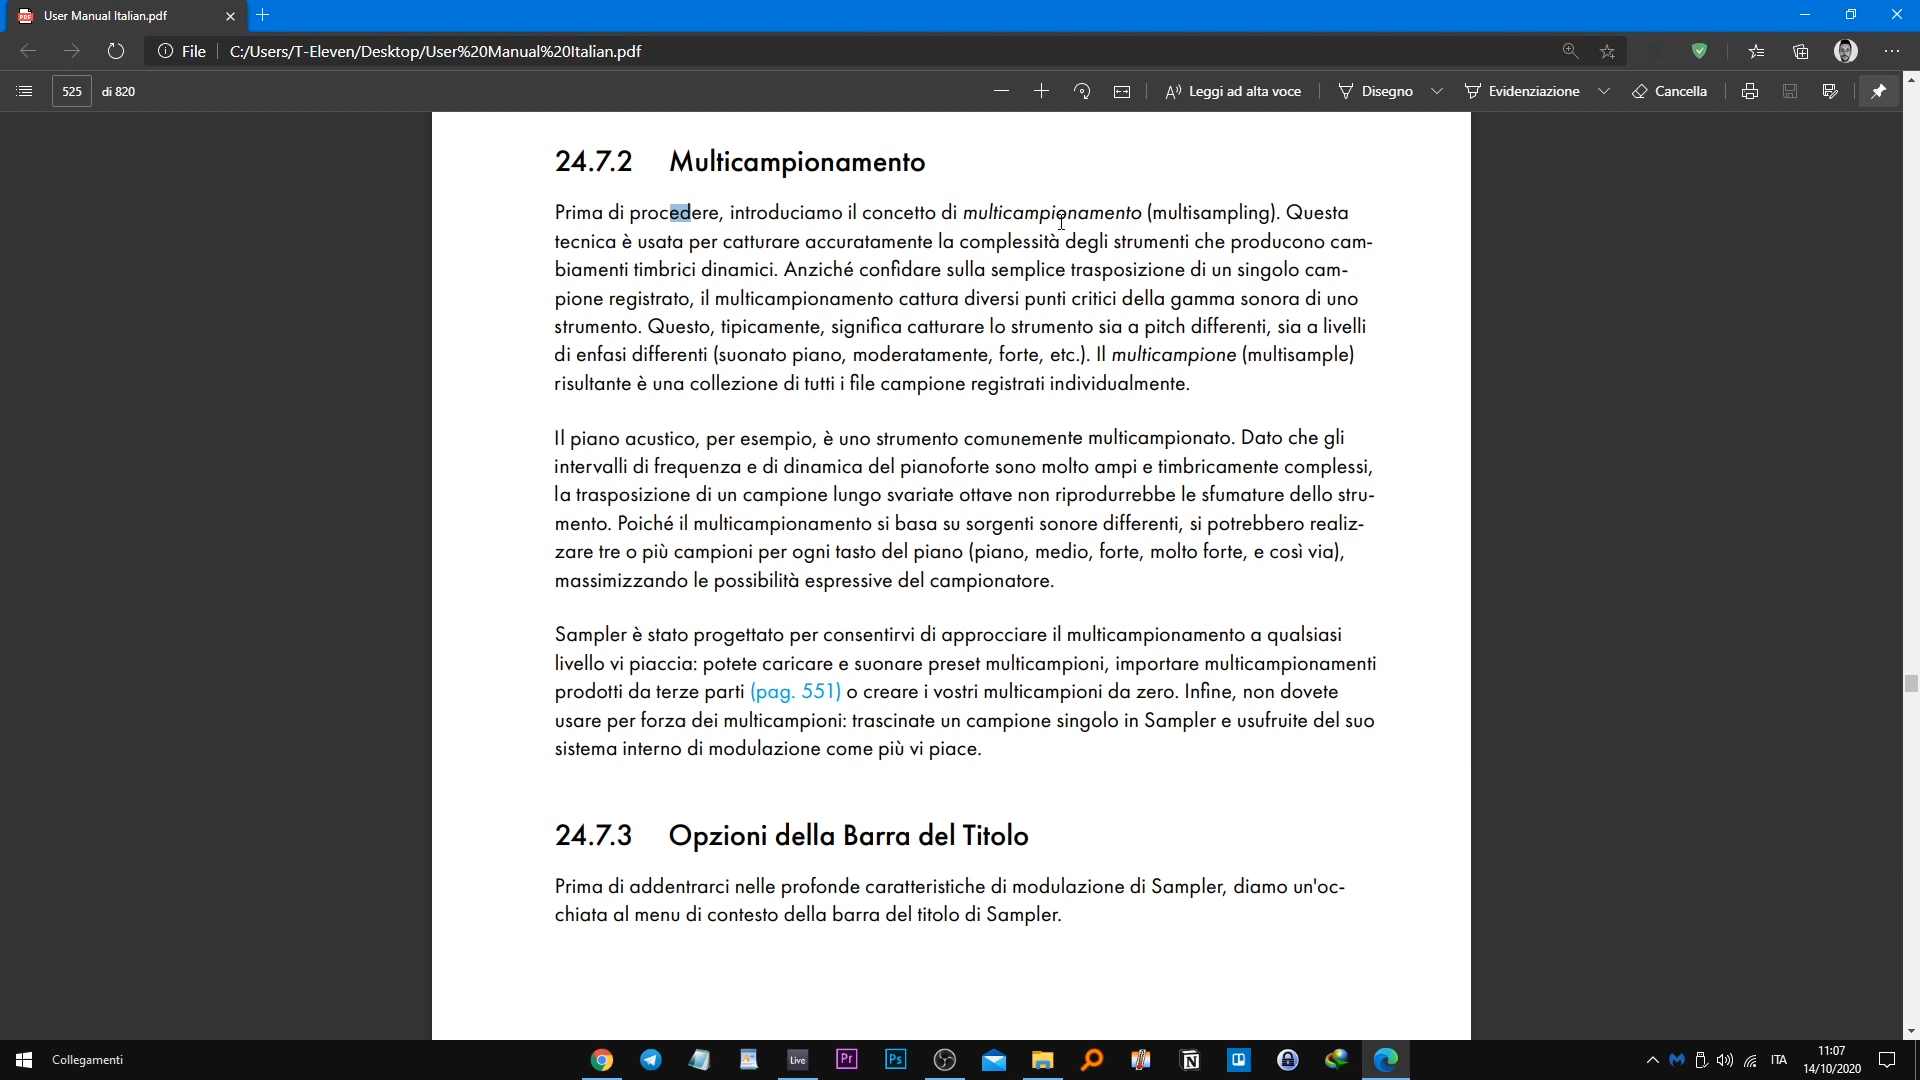 User Manual Italian.pdf
File
C:/Users/T-Eleven/Desktop/User%20Manual%20Italian.pdf
525 di 820
Leggi ad alta voce
Disegno
Evidenziazione
Cancella
24.7.2 Multicampionamento
Prima di procedere, introduciamo il concetto di multicampionamento (multisampling). Questa
tecnica è usata per catturare accuratamente la complessità degli strumenti che producono cam-
biamenti timbrici dinamici. Anziché confidare sulla semplice trasposizione di un singolo cam-
pione registrato, il multicampionamento cattura diversi punti critici della gamma sonora di uno
strumento. Questo, tipicamente, significa catturare lo strumento sia a pitch differenti, sia a livelli
di enfasi differenti (suonato piano, moderatamente, forte, etc.). Il multicampione (multisample)
risultante è una collezione di tutti i file campione registrati individualmente.
Il piano acustico, per esempio, è uno strumento comunemente multicampionato. Dato che gli
intervalli di frequenza e di dinamica del pianoforte sono molto ampi e timbricamente complessi,
la trasposizione di un campione lungo svariate ottave non riprodurrebbe le sfumature dello stru-
mento. Poiché il multicampionamento si basa su sorgenti sonore differenti, si potrebbero realiz-
zare tre o più campioni per ogni tasto del piano (piano, medio, forte, molto forte, e così via),
massimizzando le possibilità espressive del campionatore.
Sampler è stato progettato per consentirvi di approcciare il multicampionamento a qualsiasi
livello vi piaccia: potete caricare e suonare preset multicampioni, importare multicampionamenti
prodotti da terze parti (pag. 551) o creare i vostri multicampioni da zero. Infine, non dovete
usare per forza dei multicampioni: trascinate un campione singolo in Sampler e usufruite del suo
sistema interno di modulazione come più vi piace.
24.7.3 Opzioni della Barra del Titolo
Prima di addentrarci nelle profonde caratteristiche di modulazione di Sampler, diamo un'oc-
chiata al menu di contesto della barra del titolo di Sampler.
Collegamenti
Live
Pr
Ps
ITA
11:07
14/10/2020